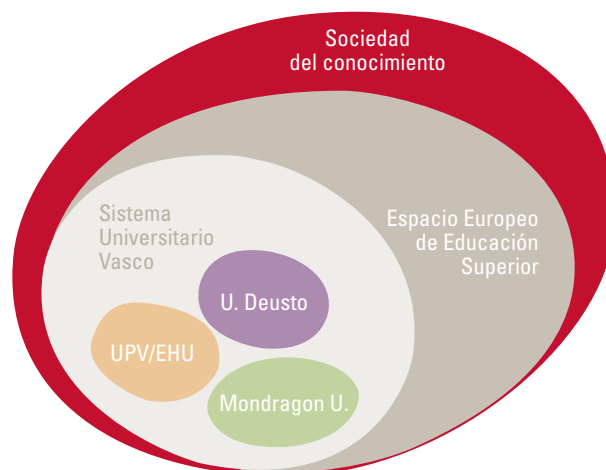 Sociedad
del conocimiento
Espacio Europeo
de Educación
Superior
Sistema
Universitario
Vasco
U. Deusto
UPV/EHU
Mondragon U.